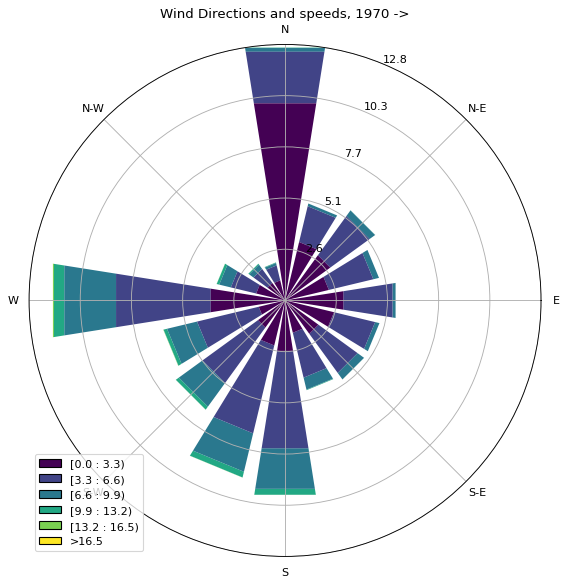 Wind Directions and speeds, 1970 ->
N
12.8
N-W
10.3
N-E
7.7
5.1
2.6
W
E
[0.0 : 3.3)
[3.3 : 6.6)
[6.6 : 9.9)
[9.9 : 13.2)
[13.2 : 16.5)
>16.5
S-W
S-E
S